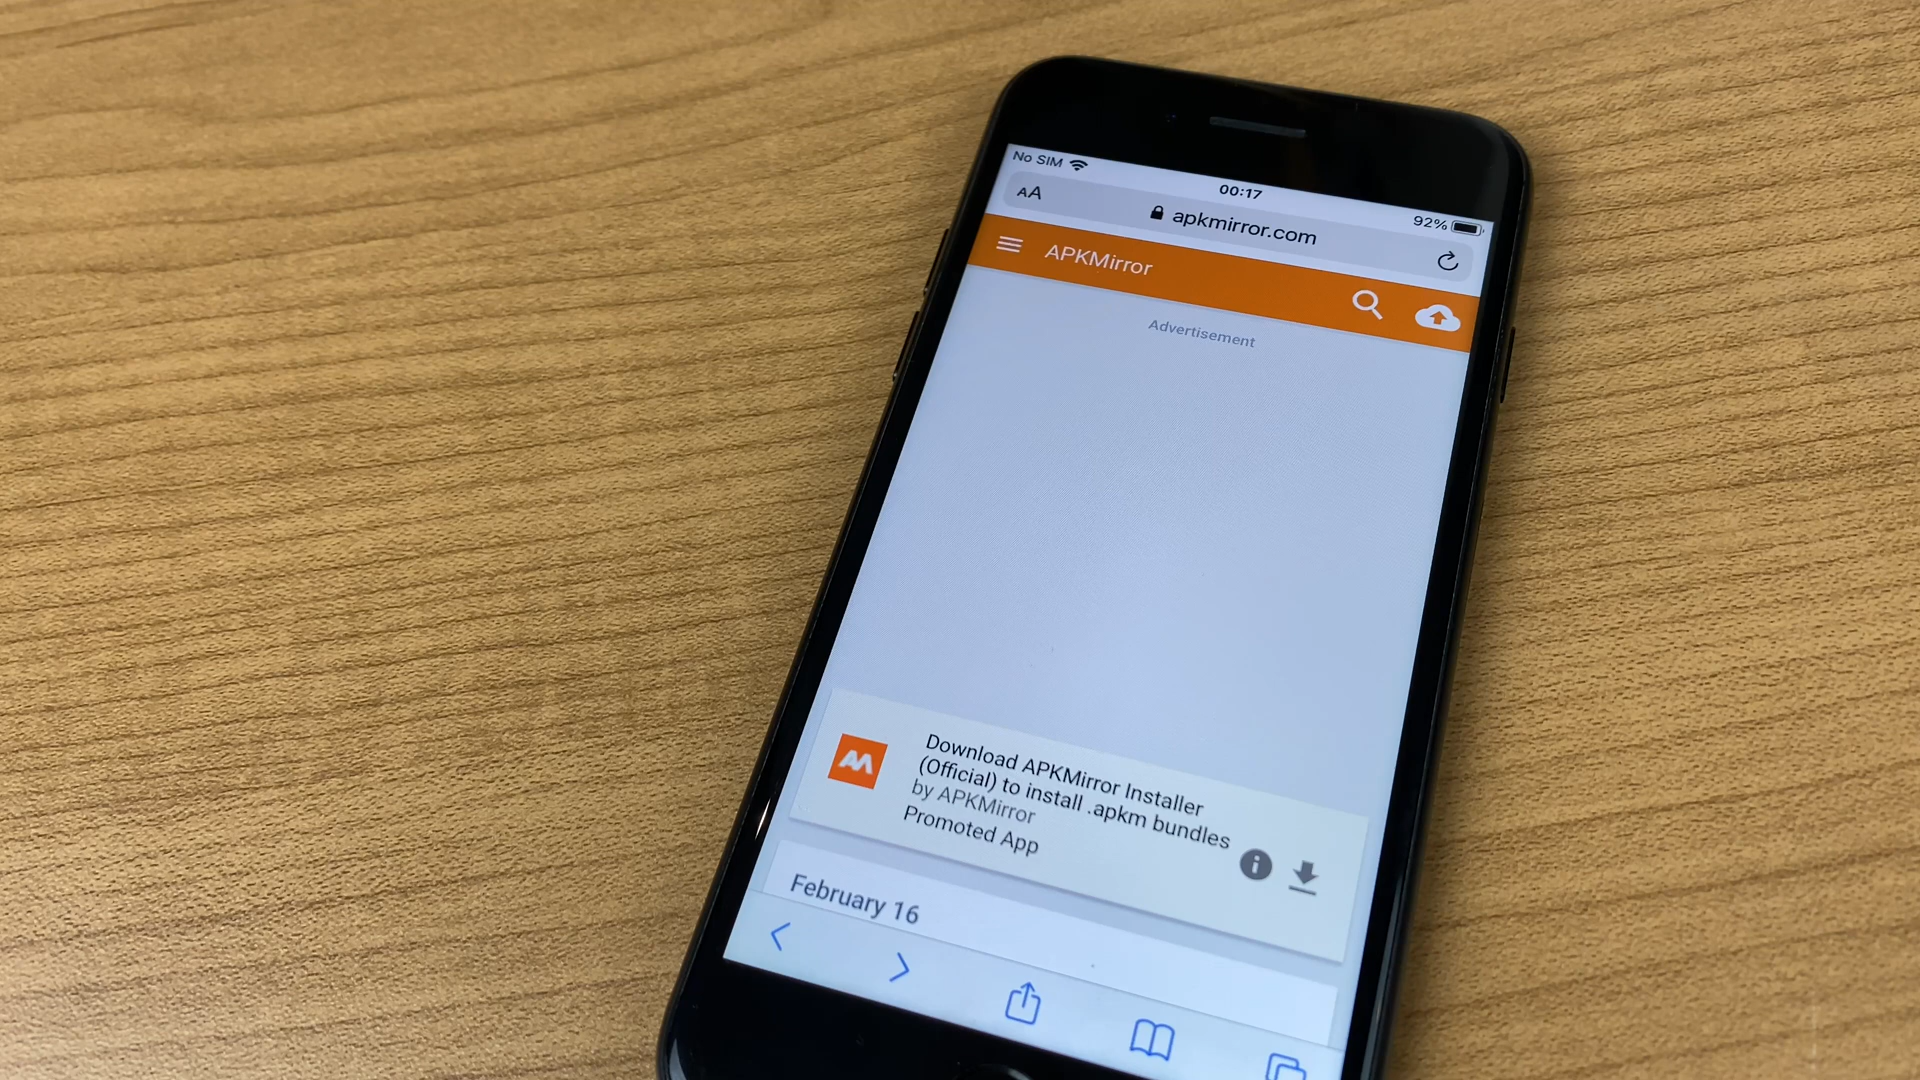 No SIM
00:17
92%
AA
apkmirror.com
APKMirror
Advertisement
Download APKMirror Installer
(Official) to install .apkm bundles
by APKMirror
Promoted App
February 16